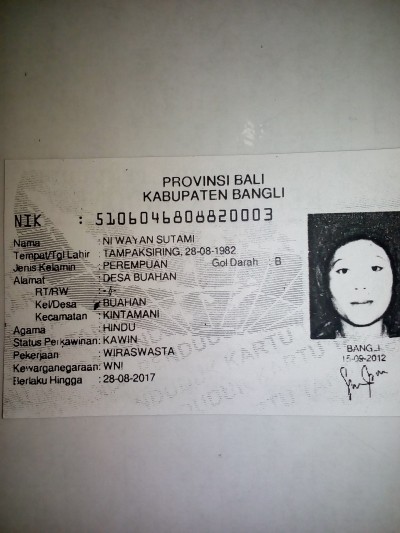 PROVINSI BALI
KABUPATEN BANGLI
NIK : 5106046808820003
Nama : NI WAYAN SUTAMI
Tempat/Tgl Lahir : TAMPAKSIRING, 28-08-1982
Jenis Kelamin : PEREMPUAN Gol Darah : B
Alamat : DESA BUAHAN
RT/RW : -/-
Kel/Desa : BUAHAN
Kecamatan : KINTAMANI
Agama : HINDU
Status Perkawinan: KAWIN
Pekerjaan : WIRASWASTA
Kewarganegaraan: WNI
Berlaku Hingga : 28-08-2017
BANGLI
15-09-2012